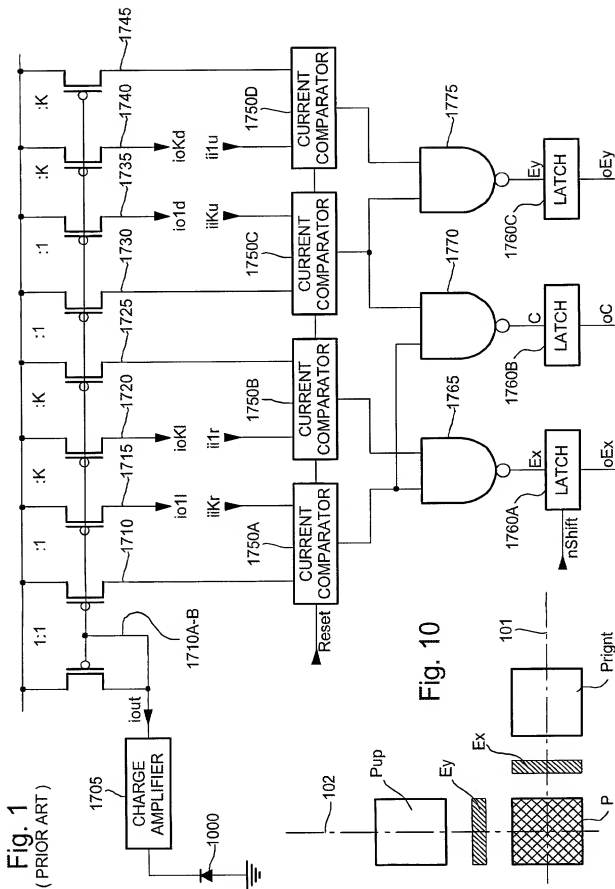 Fig. 1
( PRIOR ART )
1:1
:1
:K
:K
:1
:1
:K
:K
1710
1715
1720
1725
1730
1735
1740
1745
1710A-B
iout
1705
CHARGE
AMPLIFIER
1000
io1l
ioKl
io1d
ioKd
iiKr
ii1r
iiKu
ii1u
1750A
1750B
1750C
1750D
CURRENT
COMPARATOR
CURRENT
COMPARATOR
CURRENT
COMPARATOR
CURRENT
COMPARATOR
Reset
1765
1770
1775
Ex
C
Ey
1760A
1760B
1760C
LATCH
LATCH
LATCH
nShift
oEx
oC
oEy
Fig. 10
102
Pup
Ey
Ex
101
P
Prignt